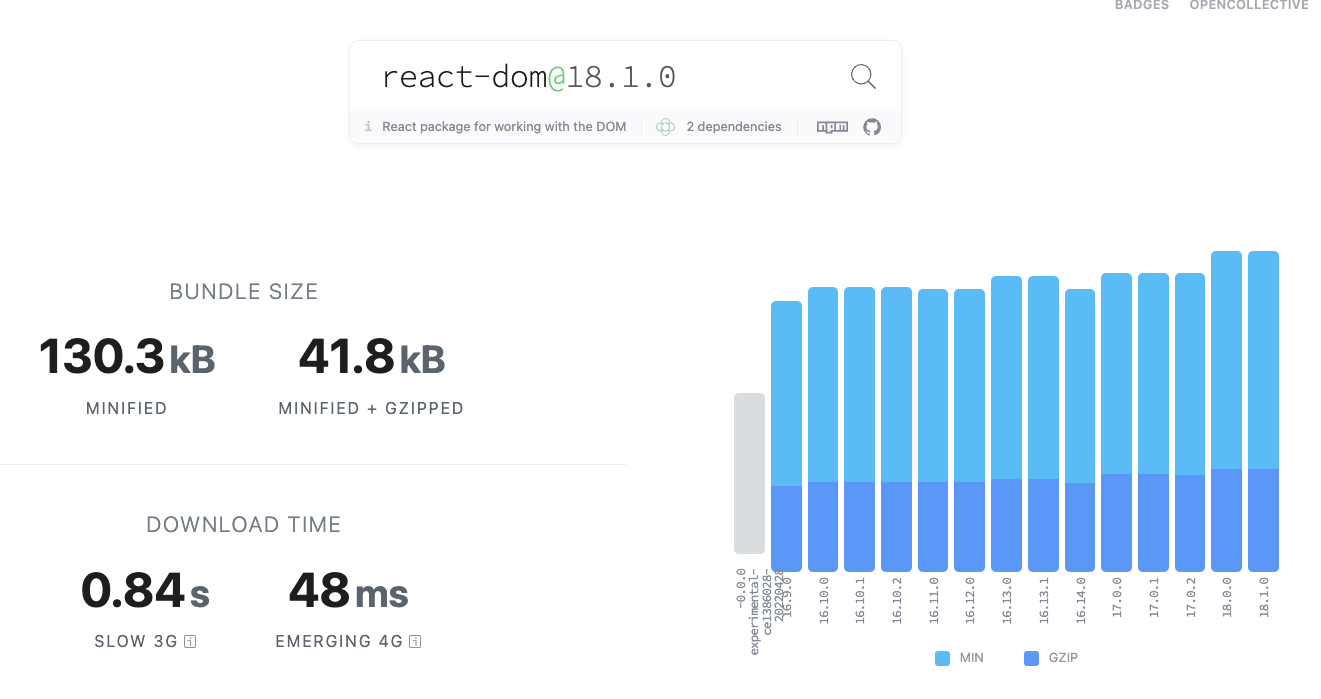 BADGES OPENCOLLECTIVE
react-dom@18.1.0
i React package for working with the DOM 2 dependencies npm
BUNDLE SIZE
130.3 kB 41.8 kB
MINIFIED MINIFIED + GZIPPED
DOWNLOAD TIME
0.84 s 48 ms
SLOW 3G i EMERGING 4G i
~0.0.0
experimental-
ce1386028-
20220428
16.9.0
16.10.0
16.10.1
16.10.2
16.11.0
16.12.0
16.13.0
16.13.1
16.14.0
17.0.0
17.0.1
17.0.2
18.0.0
18.1.0
MIN GZIP